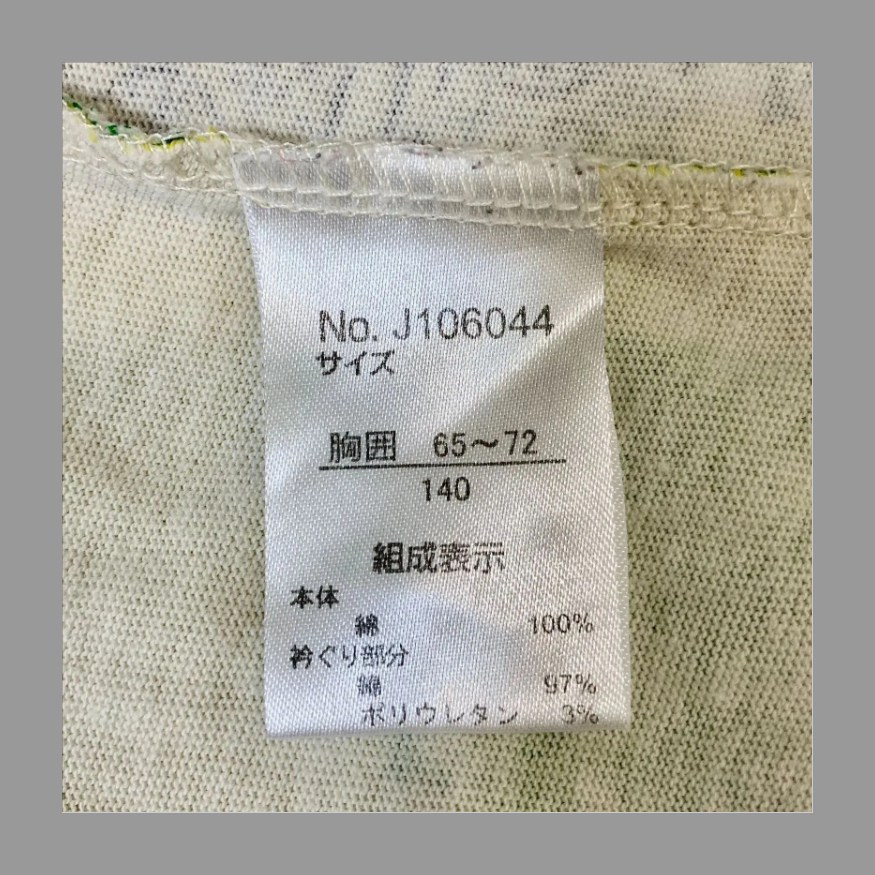 No. J106044
サイズ
胸囲 65〜72
140
組成表示
本体
綿 100%
衿ぐり部分
綿 97%
ポリウレタン 3%